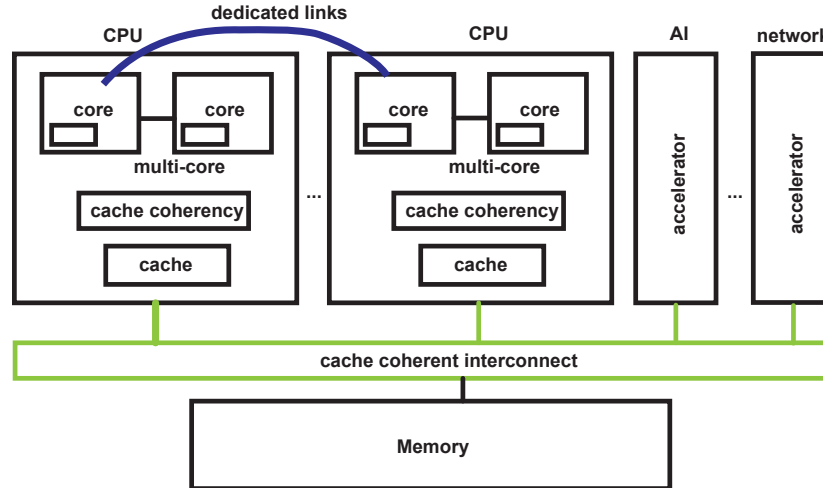 dedicated links
CPU
CPU
AI
network
core
core
multi-core
cache coherency
cache
...
core
core
multi-core
cache coherency
cache
accelerator
...
accelerator
cache coherent interconnect
Memory